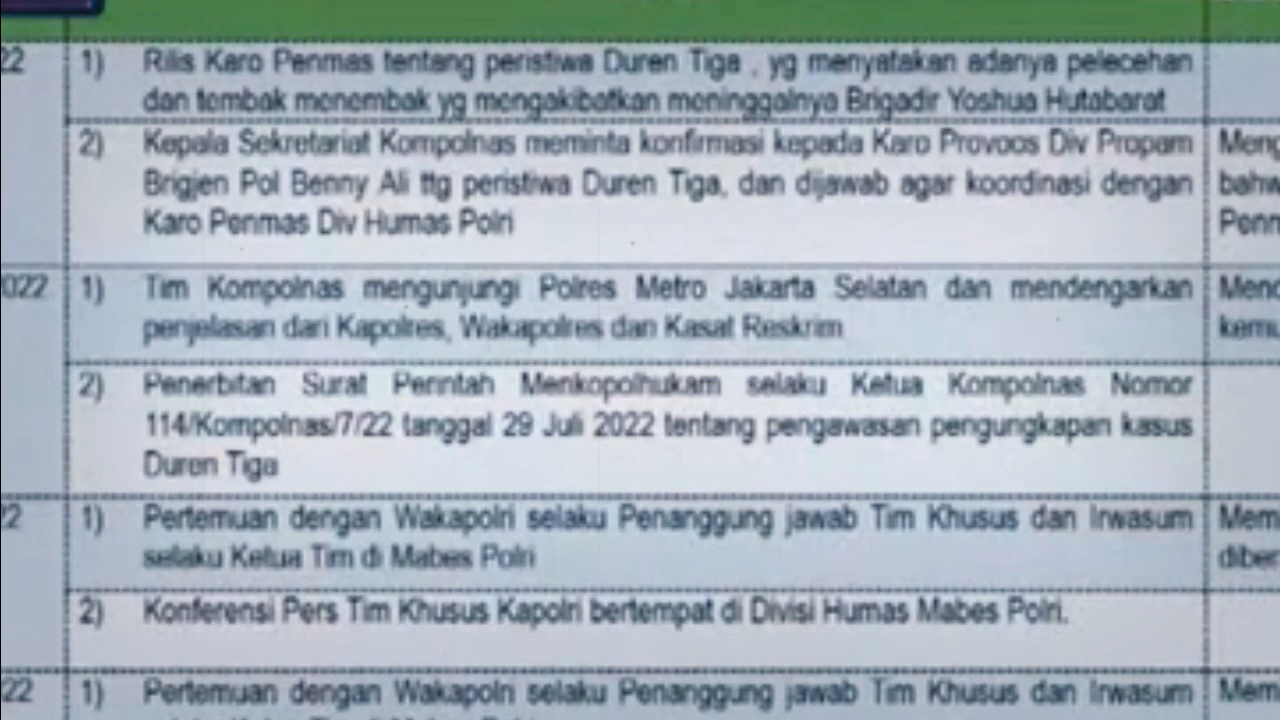 22 1) Rilis Karo Penmas tentang peristiwa Duren Tiga , yg menyatakan adanya pelecehan
dan tembak menembak yg mengakibatkan meninggalnya Brigadir Yoshua Hutabarat
2) Kepala Sekretariat Kompolnas meminta konfirmasi kepada Karo Provoos Div Propam Meng
Brigjen Pol Benny Ali ttg peristiwa Duren Tiga, dan dijawab agar koordinasi dengan bahw
Karo Penmas Div Humas Polri Penm
022 1) Tim Kompolnas mengunjungi Polres Metro Jakarta Selatan dan mendengarkan Menc
penjelasan dari Kapolres, Wakapolres dan Kasat Reskrim kemu
2) Penerbitan Surat Perintah Menkopolhukam selaku Ketua Kompolnas Nomor
114/Kompolnas/7/22 tanggal 29 Juli 2022 tentang pengawasan pengungkapan kasus
Duren Tiga
22 1) Pertemuan dengan Wakapolri selaku Penanggung jawab Tim Khusus dan Irwasum Mem
selaku Ketua Tim di Mabes Polri diber
2) Konferensi Pers Tim Khusus Kapolri bertempat di Divisi Humas Mabes Polri.
22 1) Pertemuan dengan Wakapolri selaku Penanggung jawab Tim Khusus dan Irwasum Mem